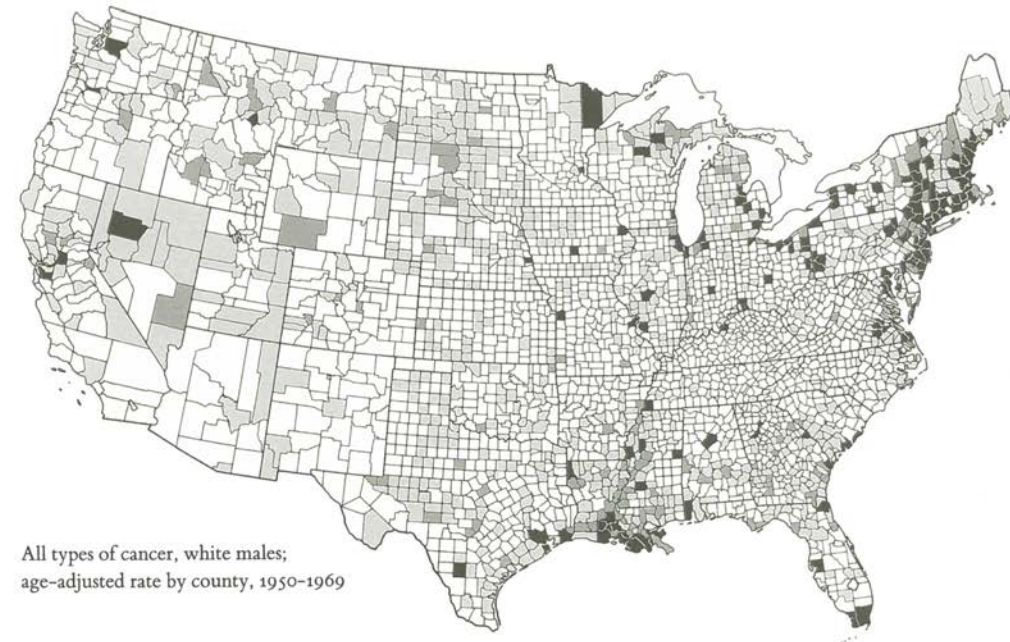 All types of cancer, white males;
age-adjusted rate by county, 1950-1969